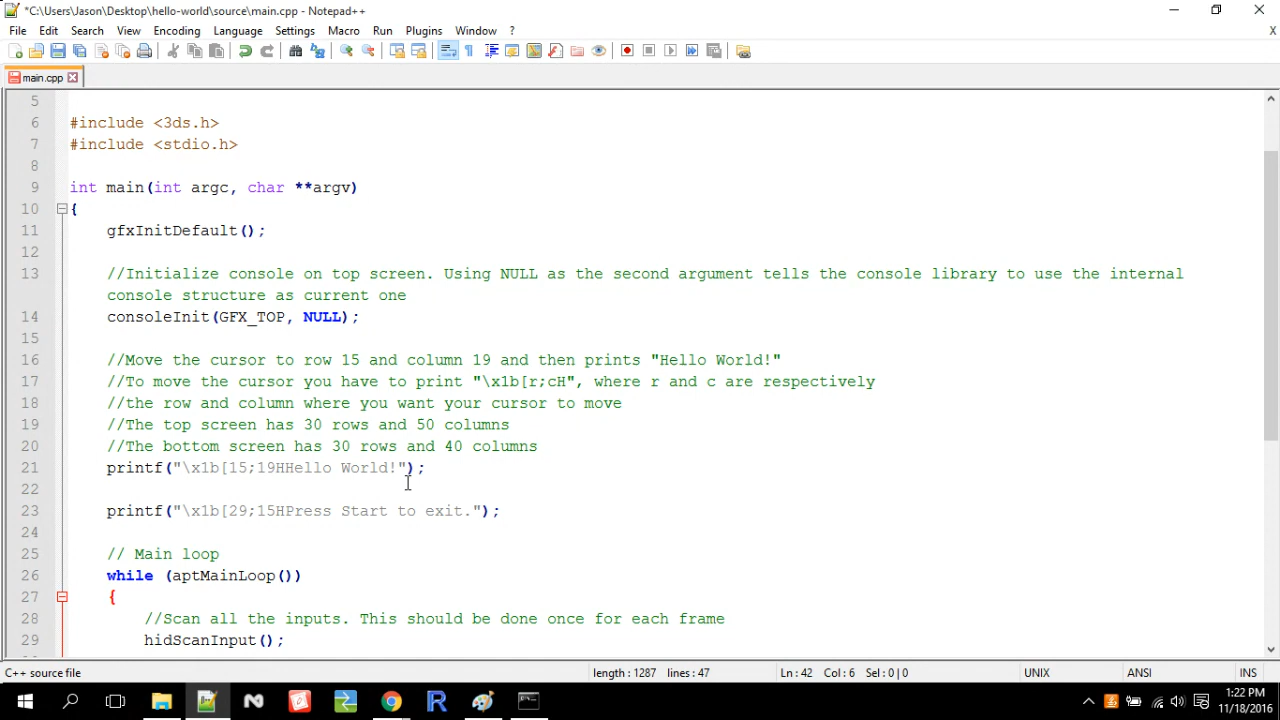 *C:\Users\Jason\Desktop\hello-world\source\main.cpp - Notepad++
File Edit Search View Encoding Language Settings Macro Run Plugins Window ? X
main.cpp
5
6 #include <3ds.h>
7 #include <stdio.h>
8
9 int main(int argc, char **argv)
10 {
11 gfxInitDefault();
12
13 //Initialize console on top screen. Using NULL as the second argument tells the console library to use the internal
console structure as current one
14 consoleInit(GFX_TOP, NULL);
15
16 //Move the cursor to row 15 and column 19 and then prints "Hello World!"
17 //To move the cursor you have to print "\x1b[r;cH", where r and c are respectively
18 //the row and column where you want your cursor to move
19 //The top screen has 30 rows and 50 columns
20 //The bottom screen has 30 rows and 40 columns
21 printf("\x1b[15;19HHello World!");
22
23 printf("\x1b[29;15HPress Start to exit.");
24
25 // Main loop
26 while (aptMainLoop())
27 {
28 //Scan all the inputs. This should be done once for each frame
29 hidScanInput();
C++ source file length : 1287 lines : 47 Ln : 42 Col : 6 Sel : 0 | 0 UNIX ANSI INS
:22 PM
11/18/2016